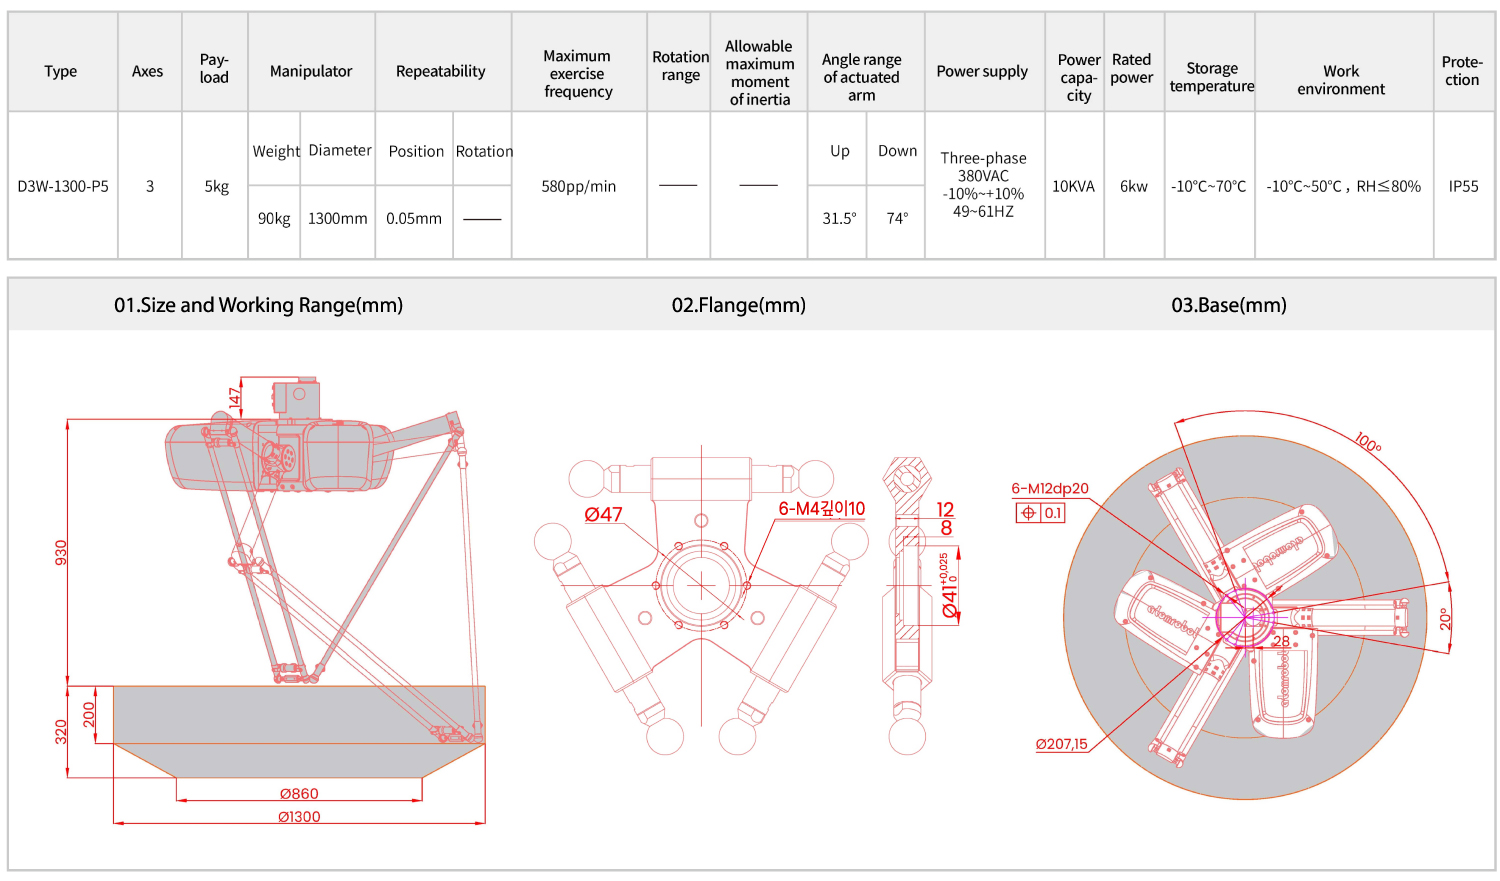 Type
Axes
Pay-
load
Manipulator
Repeatability
Maximum
exercise
frequency
Rotation
range
Allowable
maximum
moment
of inertia
Angle range
of actuated
arm
Power supply
Power
capa-
city
Rated
power
Storage
temperature
Work
environment
Prote-
ction
D3W-1300-P5
3
5kg
Weight
Diameter
Position
Rotation
90kg
1300mm
0.05mm
——
580pp/min
——
——
Up
Down
31.5°
74°
Three-phase
380VAC
-10%~+10%
49~61HZ
10KVA
6kw
-10℃~70℃
-10℃~50℃ , RH≤80%
IP55
01.Size and Working Range(mm)
02.Flange(mm)
03.Base(mm)
147
930
320
200
Ø860
Ø1300
Ø47
6-M4깊이10
12
8
Ø41 +0,025 0
100°
6-M12dp20
0.1
20°
28
Ø207,15
atomrobot
atomrobot
atomrobot